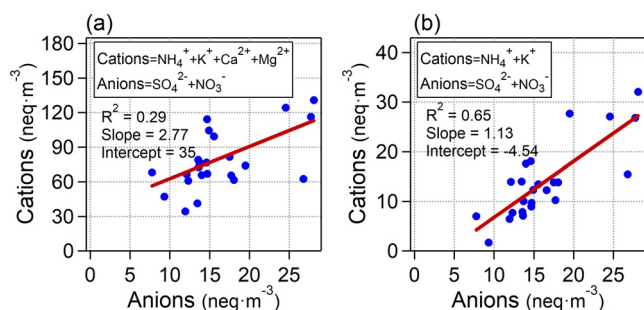 (a)
Cations (neq·m⁻³)
180
150
120
90
60
30
0
Cations=NH₄⁺+K⁺+Ca²⁺+Mg²⁺
Anions=SO₄²⁻+NO₃⁻
R² = 0.29
Slope = 2.77
Intercept = 35
0 5 10 15 20 25
Anions (neq·m⁻³)
(b)
Cations (neq·m⁻³)
40
30
20
10
0
Cations=NH₄⁺+K⁺
Anions=SO₄²⁻+NO₃⁻
R² = 0.65
Slope = 1.13
Intercept = -4.54
0 5 10 15 20 25
Anions (neq·m⁻³)